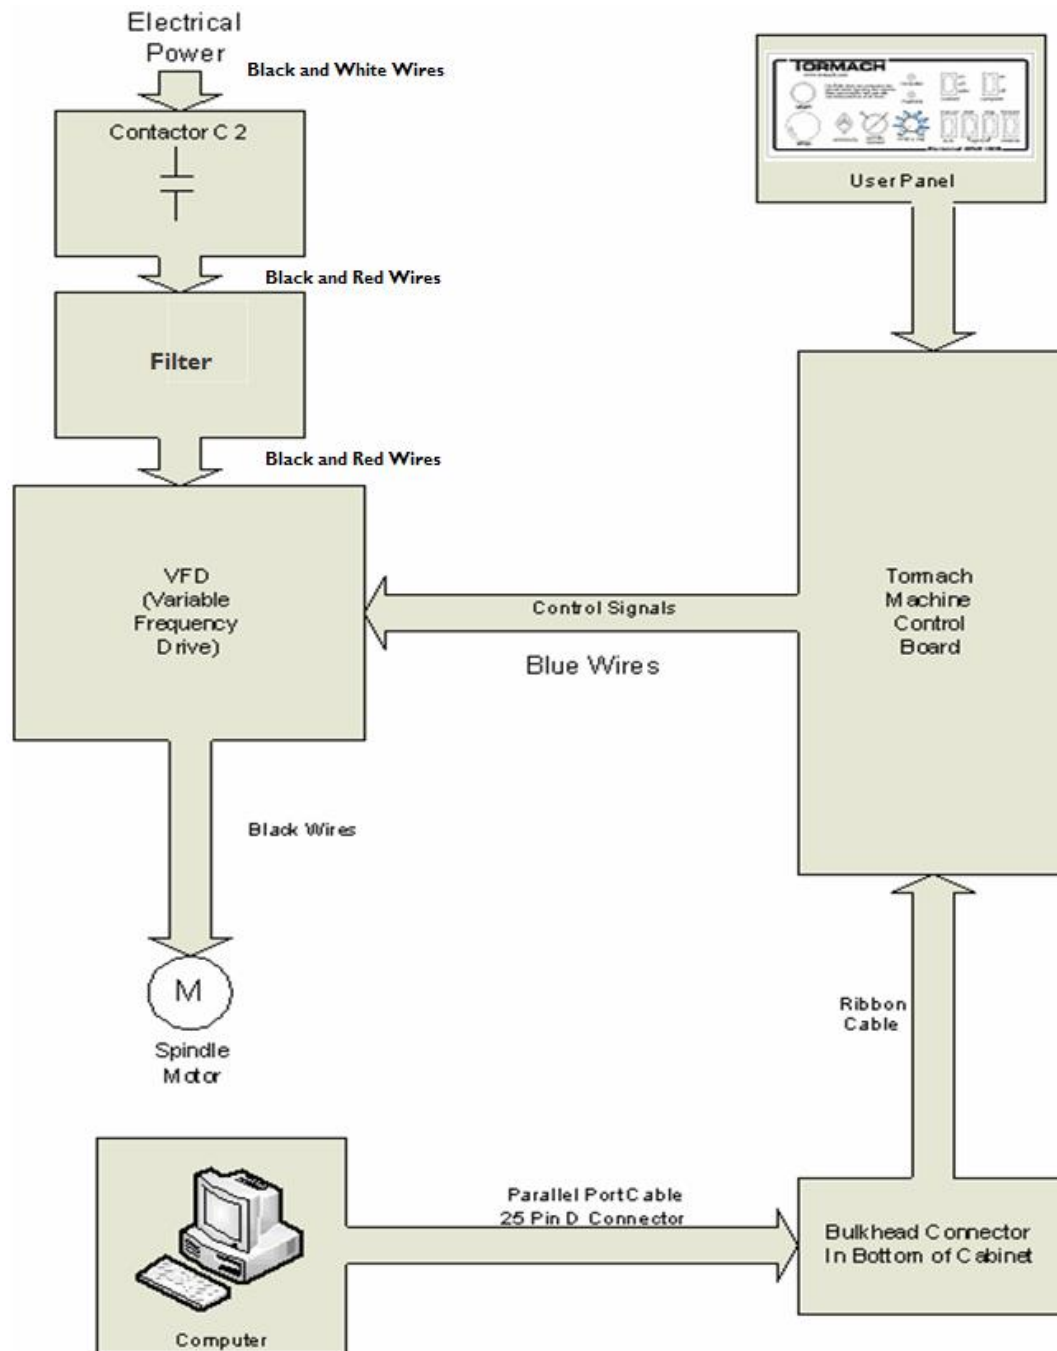 Electrical
Power
Black and White Wires
Contactor C 2
Black and Red Wires
Filter
Black and Red Wires
VFD
(Variable
Frequency
Drive)
Black Wires
M
Spindle
Motor
TORMACH
User Panel
Control Signals
Blue Wires
Tormach
Machine
Control
Board
Ribbon
Cable
Computer
Parallel Port Cable
25 Pin D Connector
Bulkhead Connector
In Bottom of Cabinet